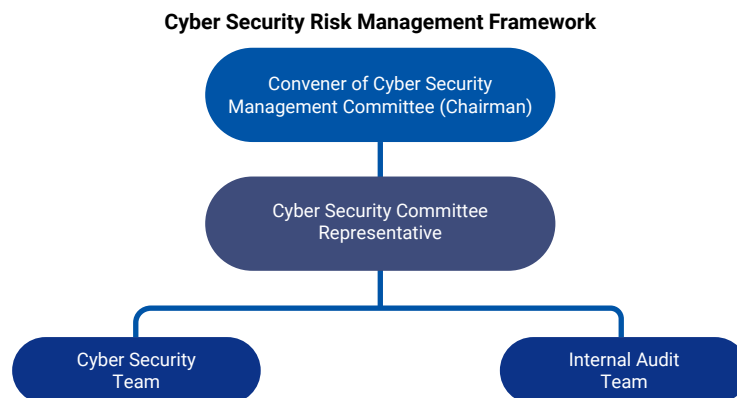 Cyber Security Risk Management Framework
Convener of Cyber Security
Management Committee (Chairman)
Cyber Security Committee
Representative
Cyber Security
Team
Internal Audit
Team